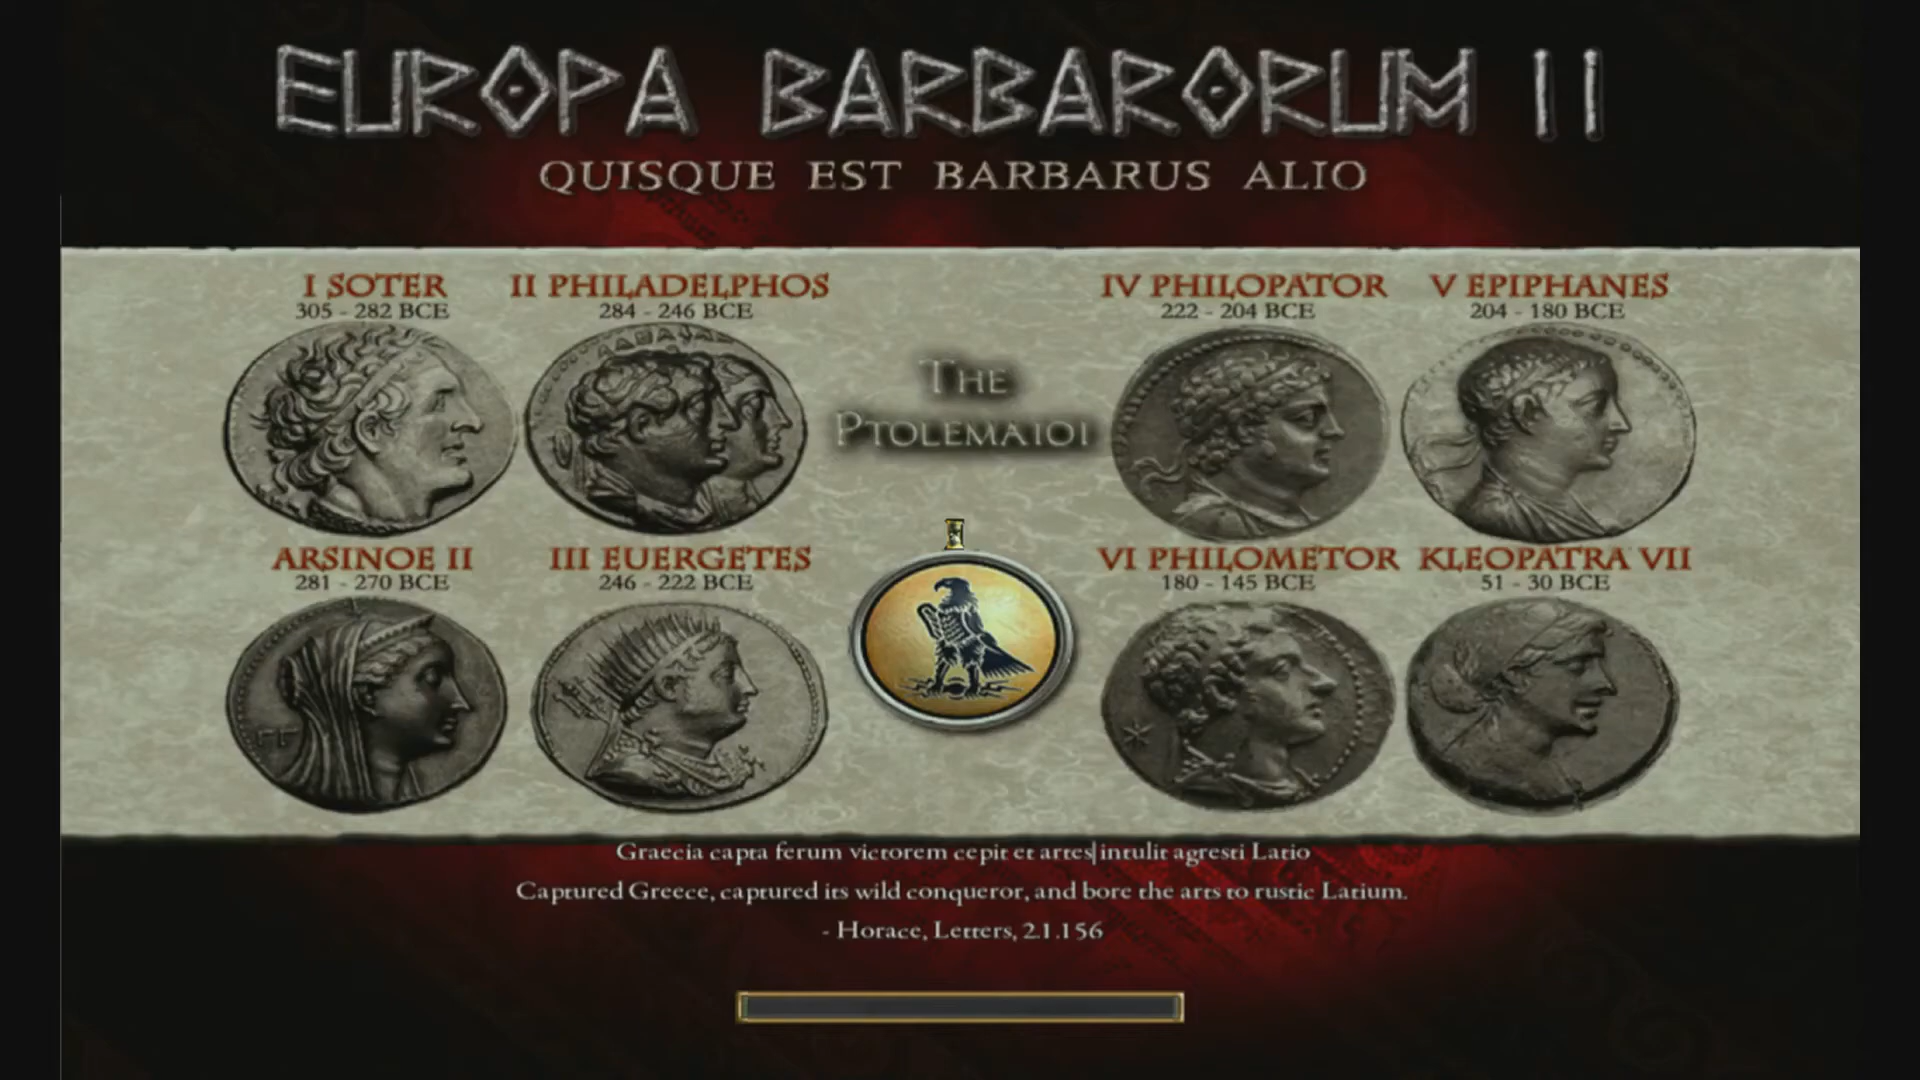 EUROPA BARBARORUM II
QUISQUE EST BARBARUS ALIO
I SOTER
305 - 282 BCE
II PHILADELPHOS
284 - 246 BCE
THE
PTOLEMAIOI
IV PHILOPATOR
222 - 204 BCE
V EPIPHANES
204 - 180 BCE
ARSINOE II
281 - 270 BCE
III EUERGETES
246 - 222 BCE
VI PHILOMETOR
180 - 145 BCE
KLEOPATRA VII
51 - 30 BCE
Graecia capta ferum victorem cepit et artes| intulit agresti Latio
Captured Greece, captured its wild conqueror, and bore the arts to rustic Latium.
- Horace, Letters, 2.1.156